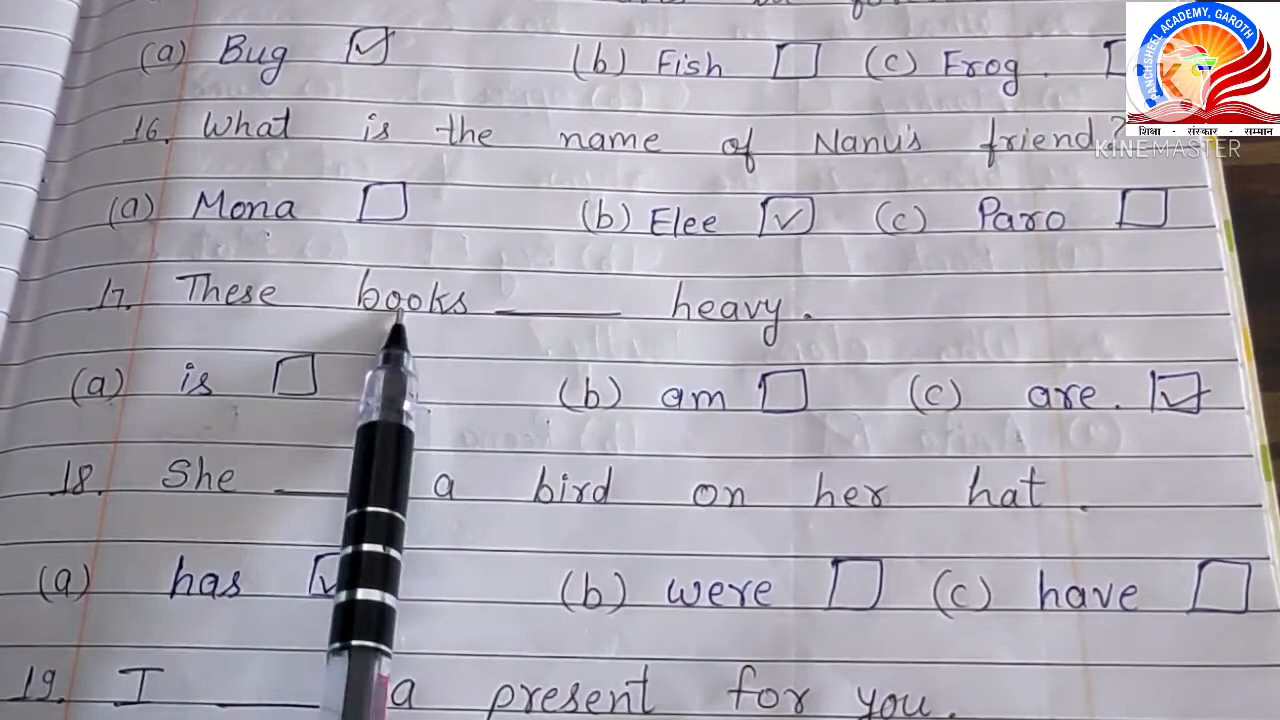 (a) Bug ☑ (b) Fish ☐ (c) Frog.
16. What is the name of Nanu's friend?
(a) Mona ☐ (b) Elee ☑ (c) Paro ☐
17. These books ____ heavy.
(a) is ☐ (b) am ☐ (c) are. ☑
18. She ____ a bird on her hat.
(a) has ☑ (b) were ☐ (c) have ☐
19. I ____ a present for you.
PANCHSHEEL ACADEMY, GAROTH
शिक्षा - संस्कार - सम्मान
KINEMASTER